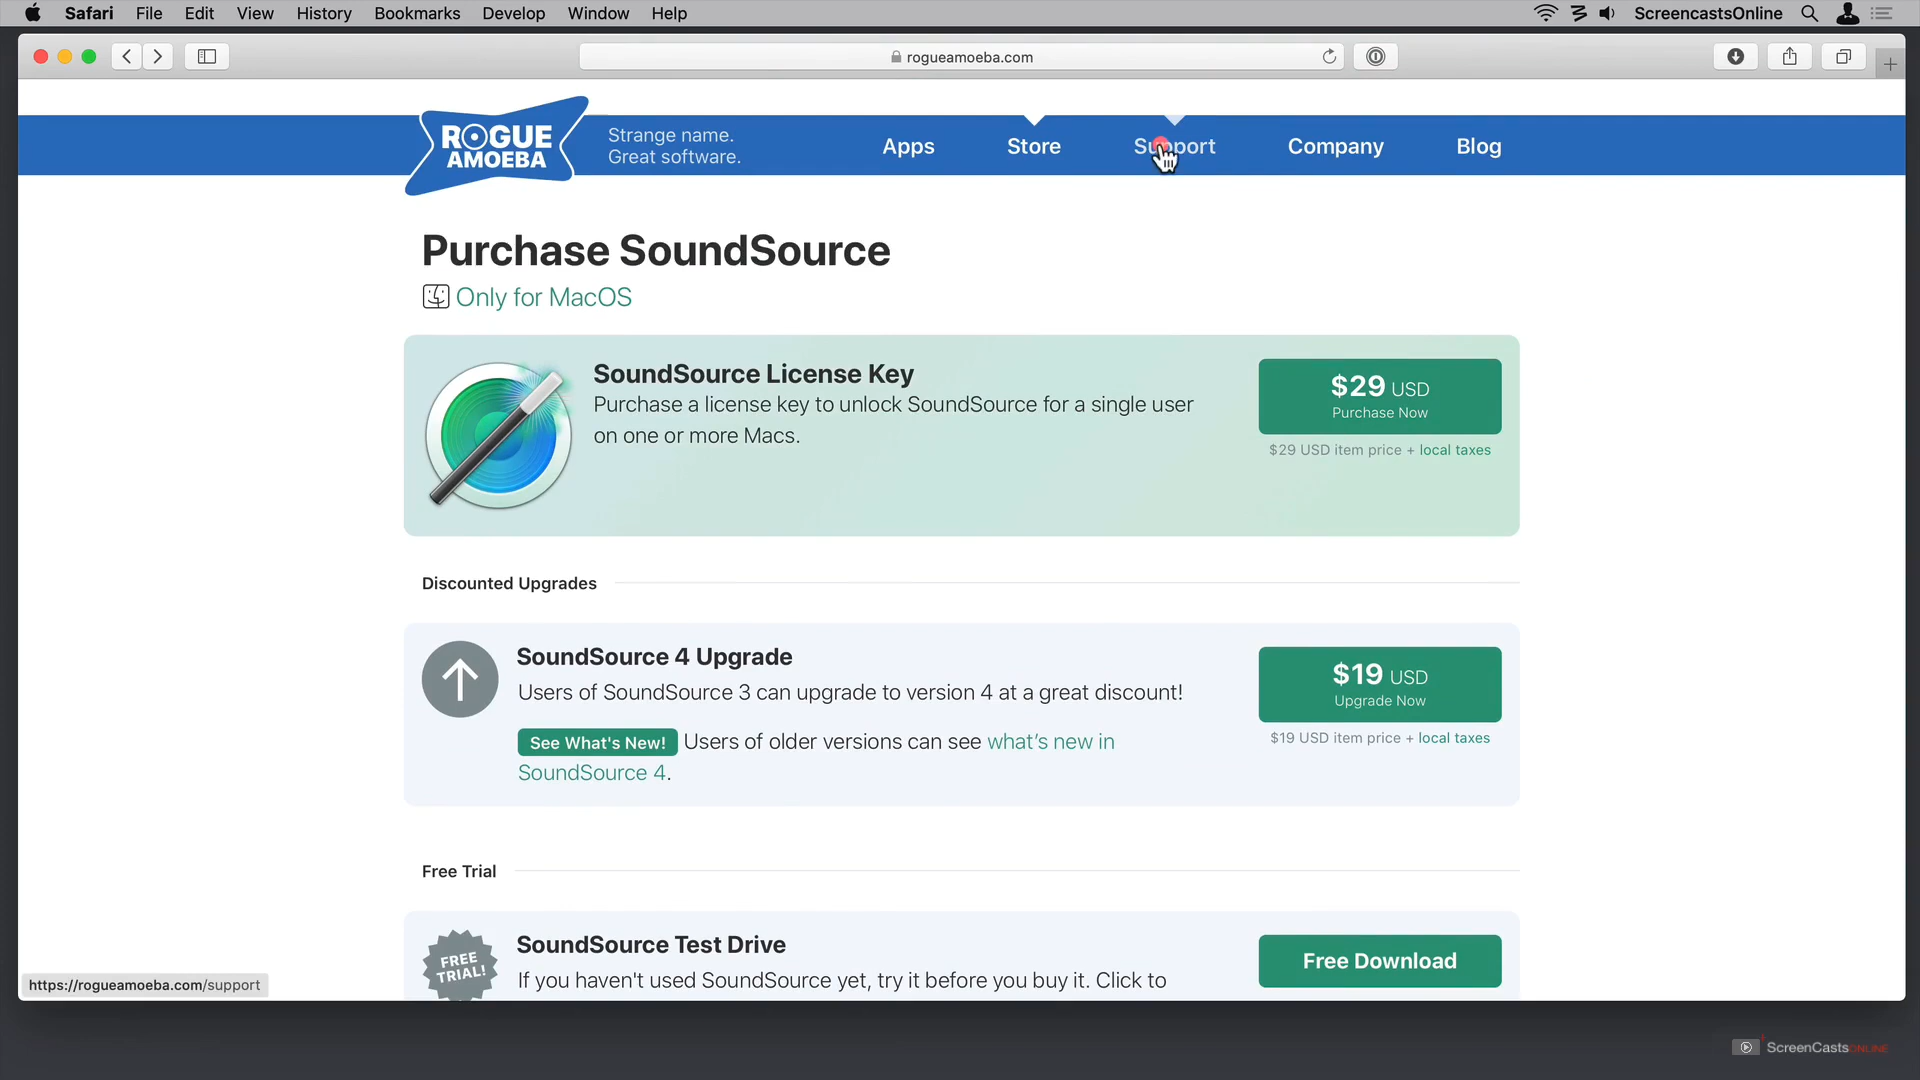 Safari File Edit View History Bookmarks Develop Window Help ScreencastsOnline
rogueamoeba.com
ROGUE
AMOEBA
Strange name.
Great software.
Apps Store Support Company Blog
Purchase SoundSource
Only for MacOS
SoundSource License Key
Purchase a license key to unlock SoundSource for a single user
on one or more Macs.
$29 USD
Purchase Now
$29 USD item price + local taxes
Discounted Upgrades
SoundSource 4 Upgrade
Users of SoundSource 3 can upgrade to version 4 at a great discount!
See What's New! Users of older versions can see what’s new in
SoundSource 4.
$19 USD
Upgrade Now
$19 USD item price + local taxes
Free Trial
FREE
TRIAL!
SoundSource Test Drive
If you haven't used SoundSource yet, try it before you buy it. Click to
Free Download
https://rogueamoeba.com/support
ScreenCastsONLINE